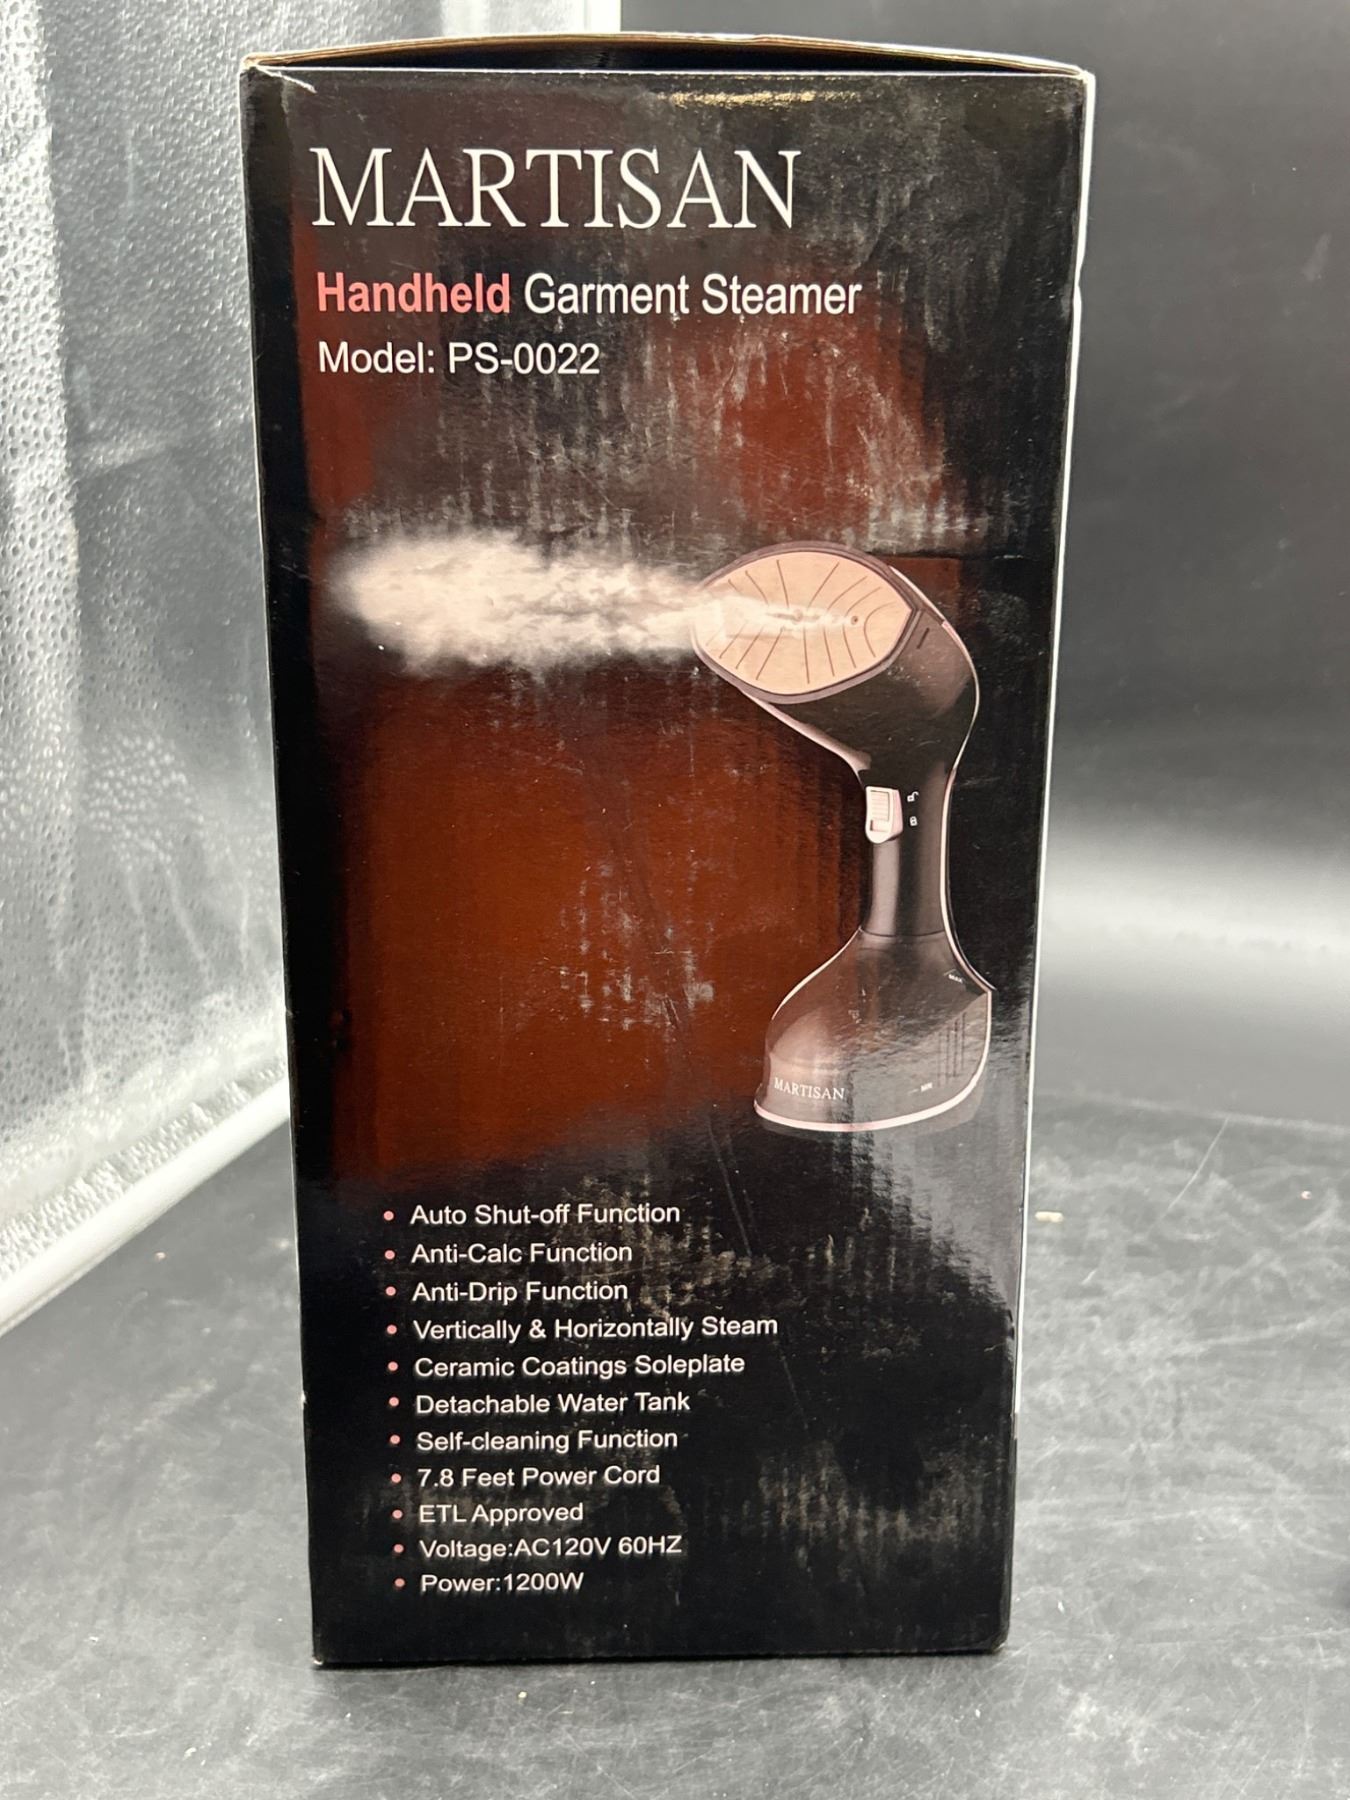 MARTISAN
Handheld Garment Steamer
Model: PS-0022
MAX
MIN
MARTISAN
• Auto Shut-off Function
• Anti-Calc Function
• Anti-Drip Function
• Vertically & Horizontally Steam
• Ceramic Coatings Soleplate
• Detachable Water Tank
• Self-cleaning Function
• 7.8 Feet Power Cord
• ETL Approved
• Voltage:AC120V 60HZ
• Power:1200W